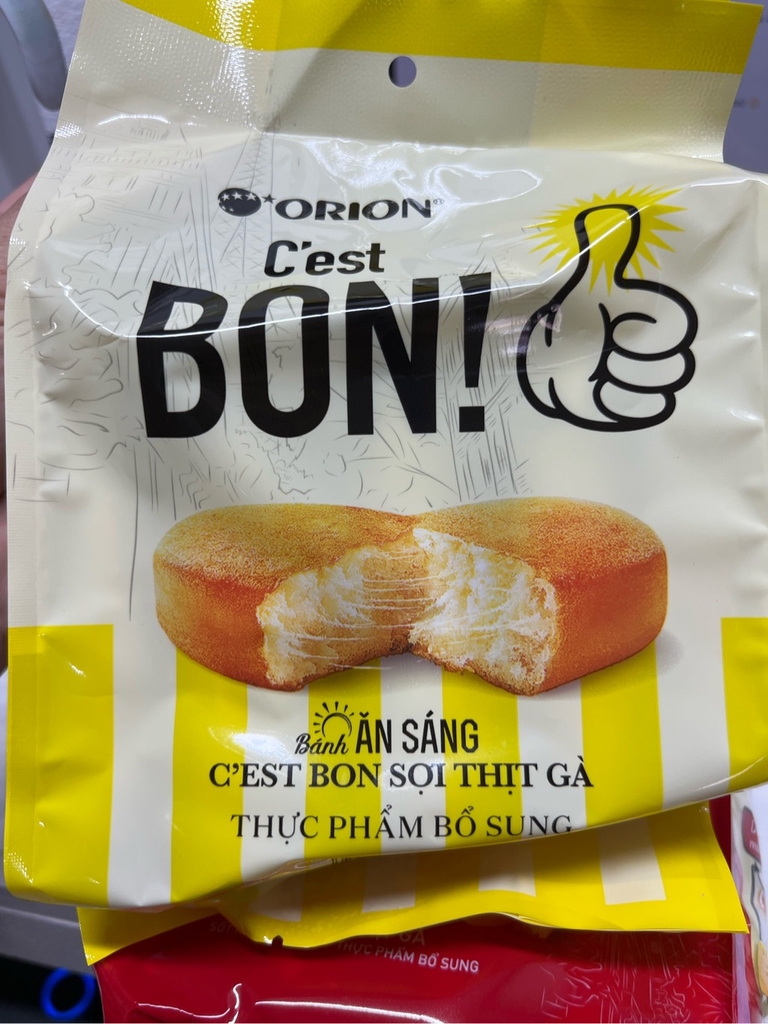 ORION
C'est
BON!
Bánh ĂN SÁNG
C'EST BON SỢI THỊT GÀ
THỰC PHẨM BỔ SUNG
GÀ
THỰC PHẨM BỔ SUNG